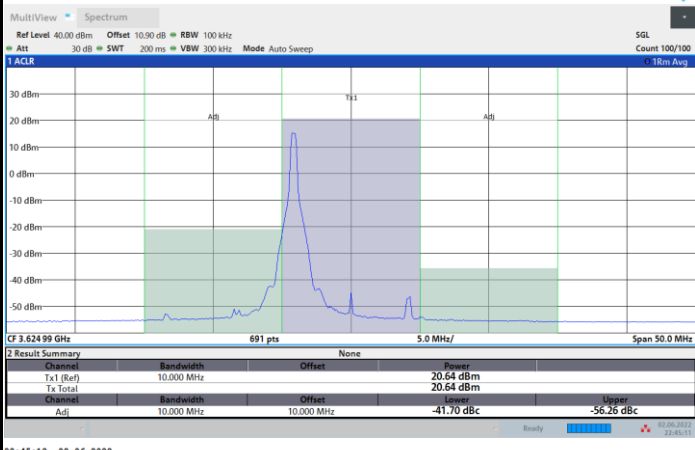 MultiView Spectrum
Ref Level 40.00 dBm Offset 10.90 dB RBW 100 kHz SGL
Att 30 dB SWT 200 ms VBW 300 kHz Mode Auto Sweep Count 100/100
1 ACLR 1Rm Avg
30 dBm
Tx1
20 dBm
Adj Adj
10 dBm
0 dBm
-10 dBm
-20 dBm
-30 dBm
-40 dBm
-50 dBm
CF 3.624 99 GHz 691 pts 5.0 MHz/ Span 50.0 MHz
2 Result Summary None
Channel Bandwidth Offset Power
Tx1 (Ref) 10.000 MHz 20.64 dBm
Tx Total 20.64 dBm
Channel Bandwidth Offset Lower Upper
Adj 10.000 MHz 10.000 MHz -41.70 dBc -56.26 dBc
Ready 02.06.2022
22:45:11